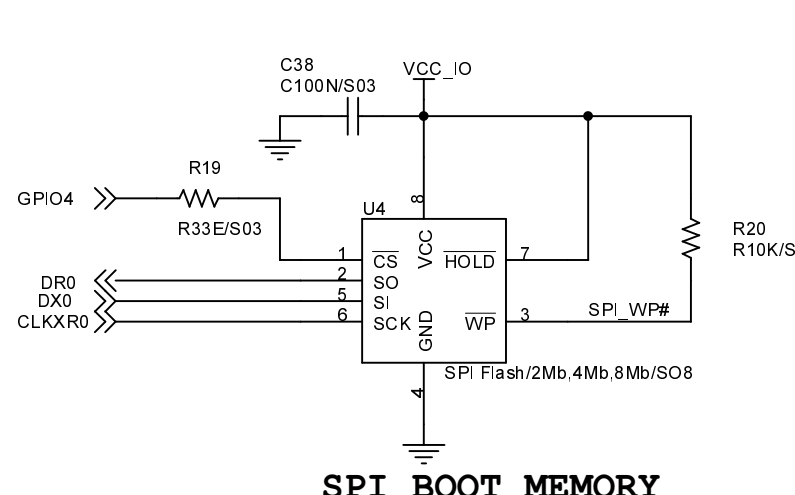 C38
C100N/S03
VCC_IO
R19
GPIO4
R33E/S03
U4
8
VCC
1
CS
HOLD
7
R20
R10K/S
DR0
2
SO
DX0
5
SI
CLKXR0
6
SCK
GND
WP
3
SPI_WP#
SPI Flash/2Mb,4Mb,8Mb/SO8
4
SPI BOOT MEMORY